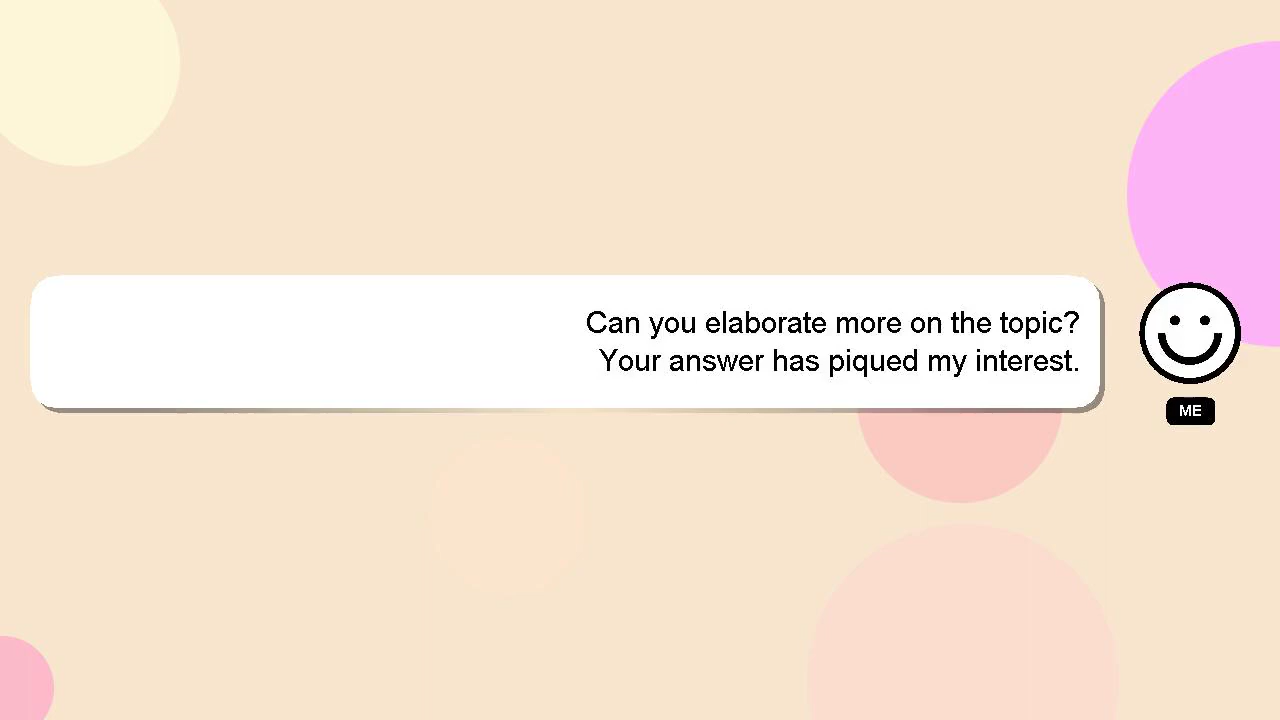 Can you elaborate more on the topic?
Your answer has piqued my interest.
ME